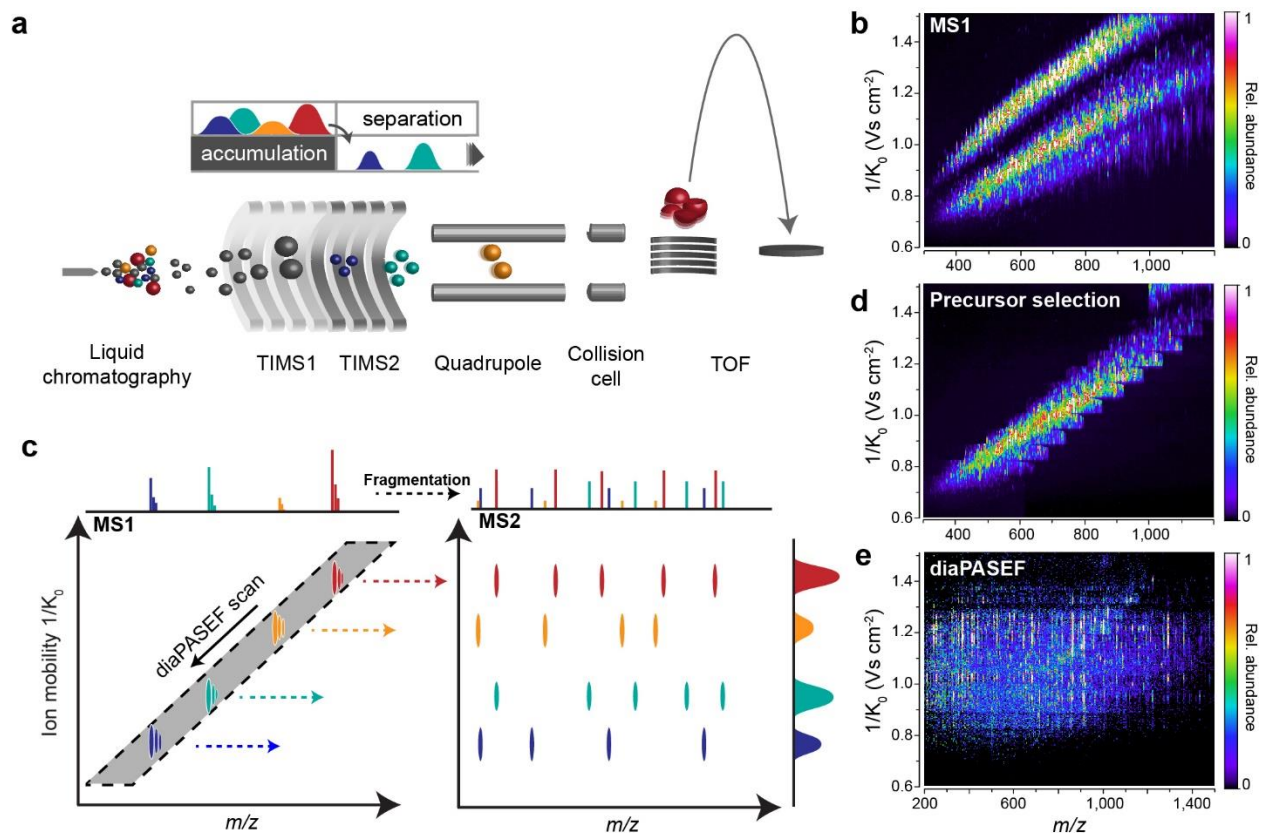 a
separation
accumulation
Liquid
chromatography
TIMS1
TIMS2
Quadrupole
Collision
cell
TOF
b
MS1
1/K₀ (Vs cm⁻²)
1.4
1.2
1.0
0.8
0.6
400
600
800
1,000
1
Rel. abundance
0
d
Precursor selection
1/K₀ (Vs cm⁻²)
1.4
1.2
1.0
0.8
0.6
400
600
800
1,000
1
Rel. abundance
0
c
Fragmentation
MS1
MS2
Ion mobility 1/K₀
diaPASEF scan
m/z
m/z
e
diaPASEF
1/K₀ (Vs cm⁻²)
1.4
1.2
1.0
0.8
0.6
200
600
1,000
1,400
m/z
1
Rel. abundance
0